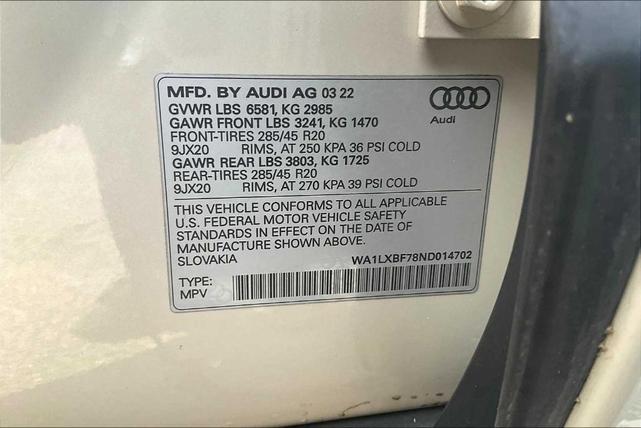 MFD. BY AUDI AG 03 22
GVWR LBS 6581, KG 2985
GAWR FRONT LBS 3241, KG 1470
FRONT-TIRES 285/45 R20
9JX20 RIMS, AT 250 KPA 36 PSI COLD
GAWR REAR LBS 3803, KG 1725
REAR-TIRES 285/45 R20
9JX20 RIMS, AT 270 KPA 39 PSI COLD
Audi
THIS VEHICLE CONFORMS TO ALL APPLICABLE
U.S. FEDERAL MOTOR VEHICLE SAFETY
STANDARDS IN EFFECT ON THE DATE OF
MANUFACTURE SHOWN ABOVE.
SLOVAKIA WA1LXBF78ND014702
TYPE:
MPV